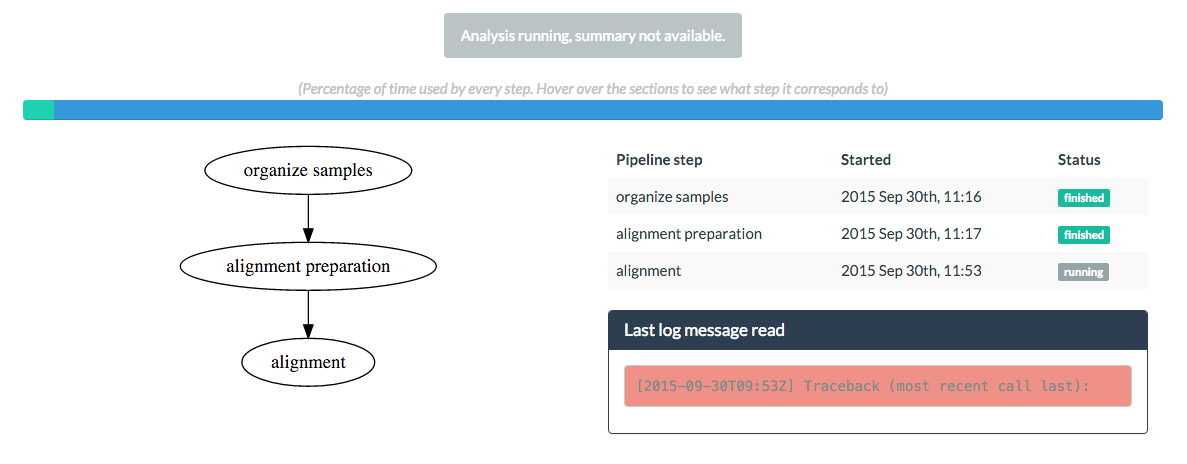 Analysis running, summary not available.
(Percentage of time used by every step. Hover over the sections to see what step it corresponds to)
organize samples
alignment preparation
alignment
Pipeline step Started Status
organize samples 2015 Sep 30th, 11:16 finished
alignment preparation 2015 Sep 30th, 11:17 finished
alignment 2015 Sep 30th, 11:53 running
Last log message read
[2015-09-30T09:53Z] Traceback (most recent call last):